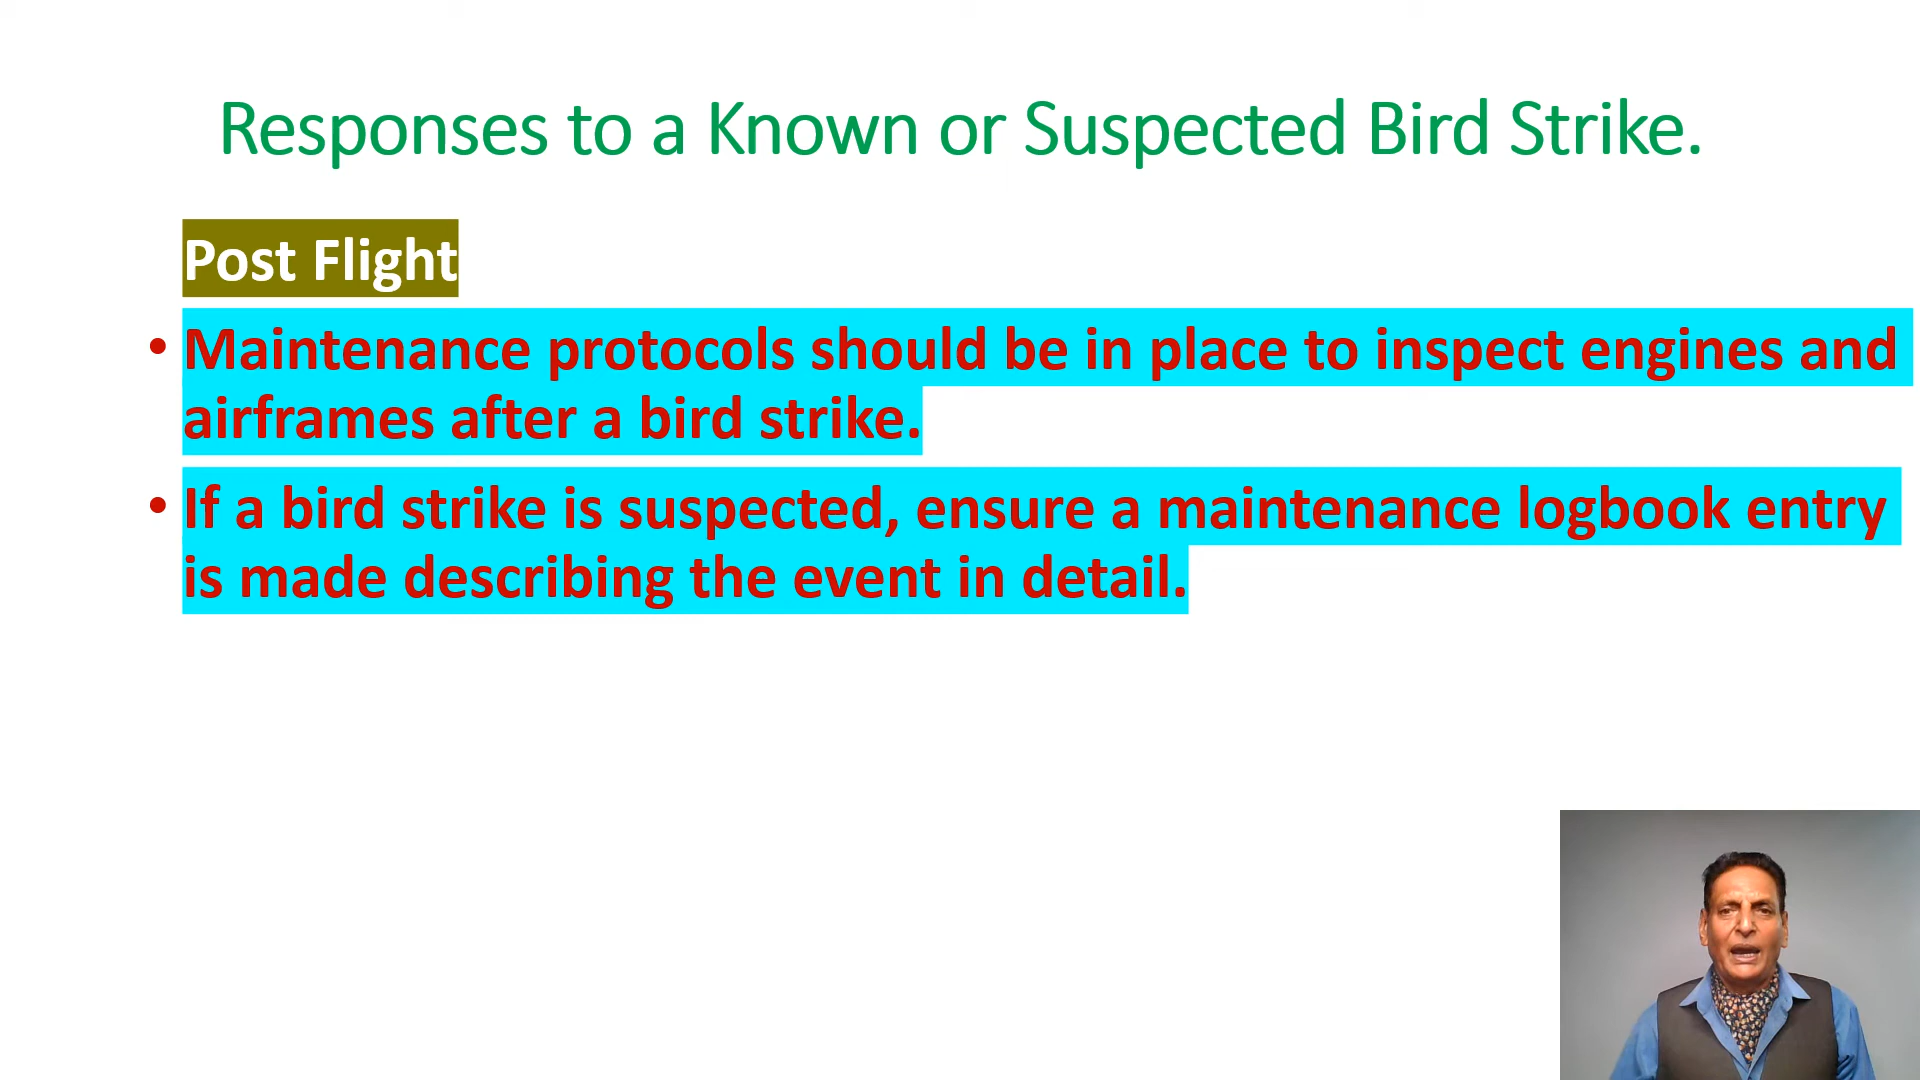 Responses to a Known or Suspected Bird Strike.
Post Flight
• Maintenance protocols should be in place to inspect engines and
airframes after a bird strike.
• If a bird strike is suspected, ensure a maintenance logbook entry
is made describing the event in detail.